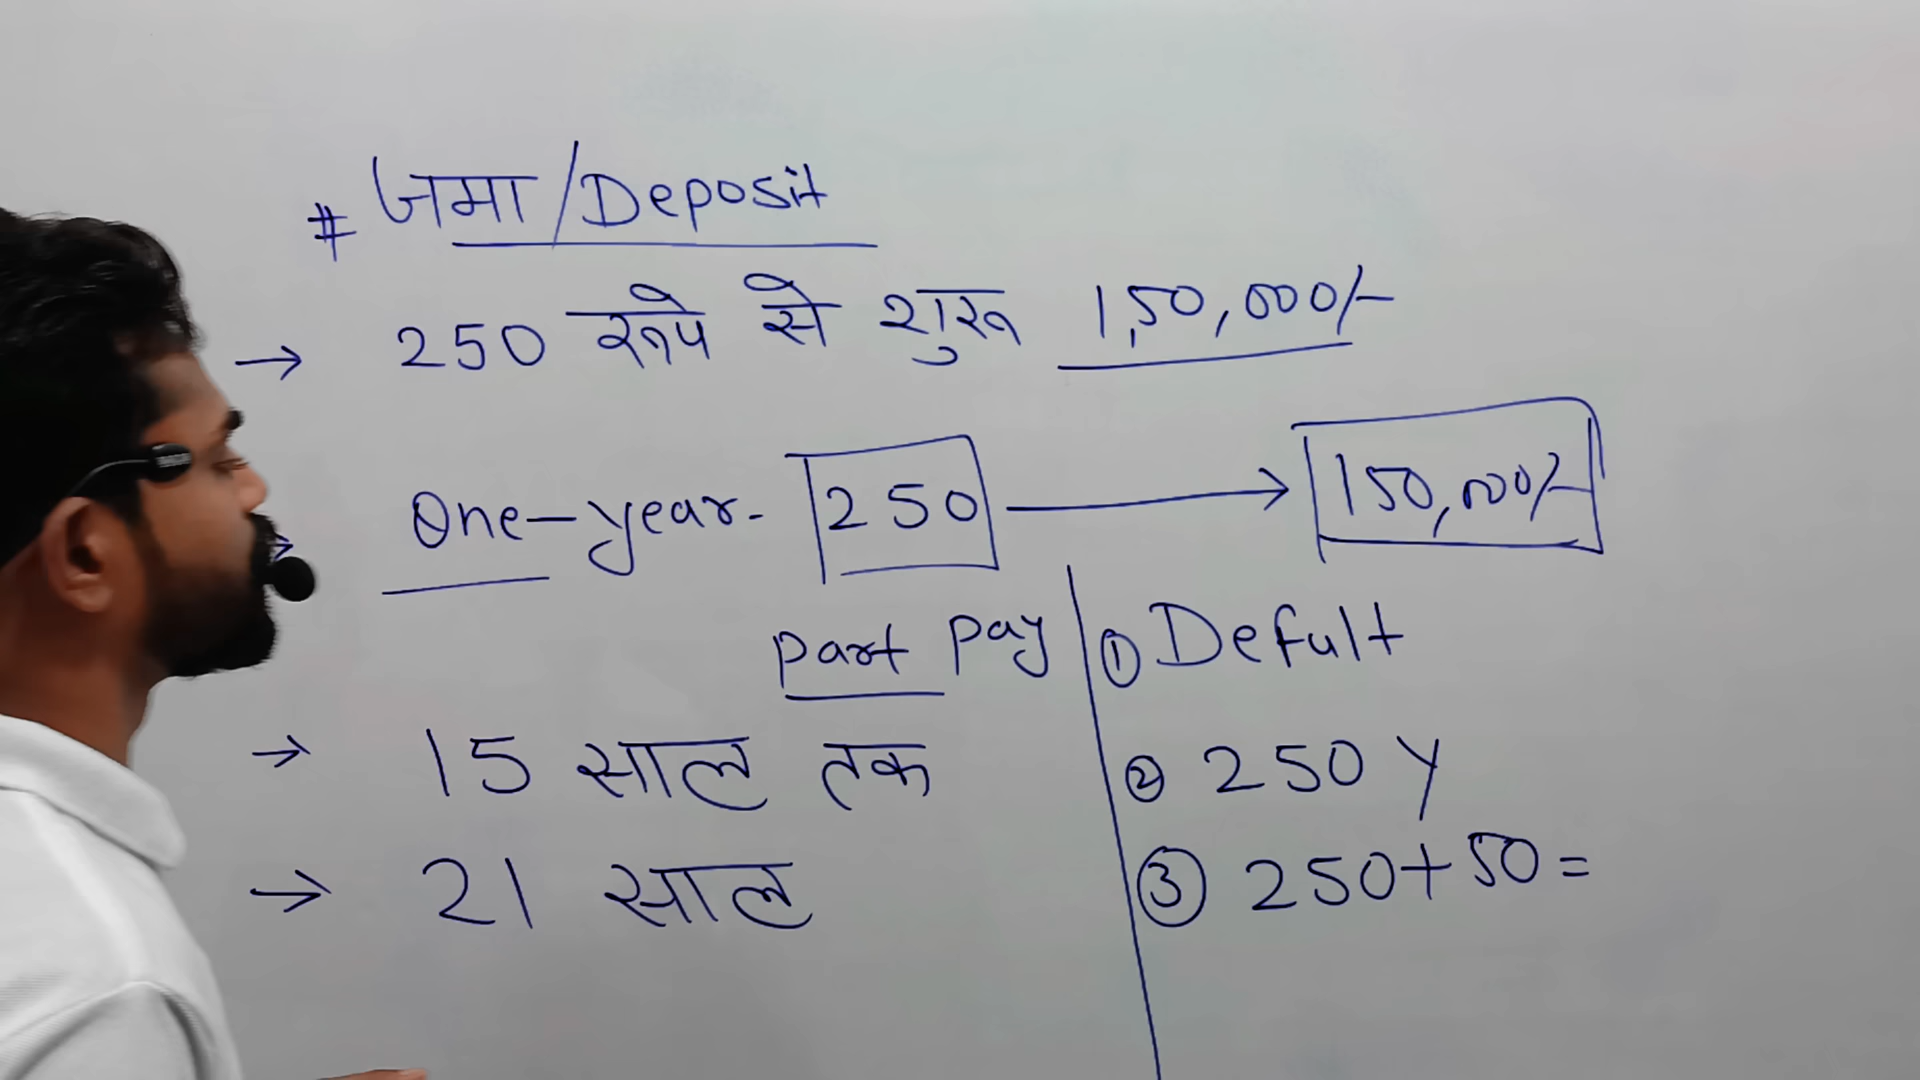 # जमा/Deposit
→ 250 रूपे से शुरू 1,50,000/-
→ One-year- 250 → 150,000/-
Part Pay
→ 15 साल तक
→ 21 साल
① Defult
② 250 Y
③ 250+50=